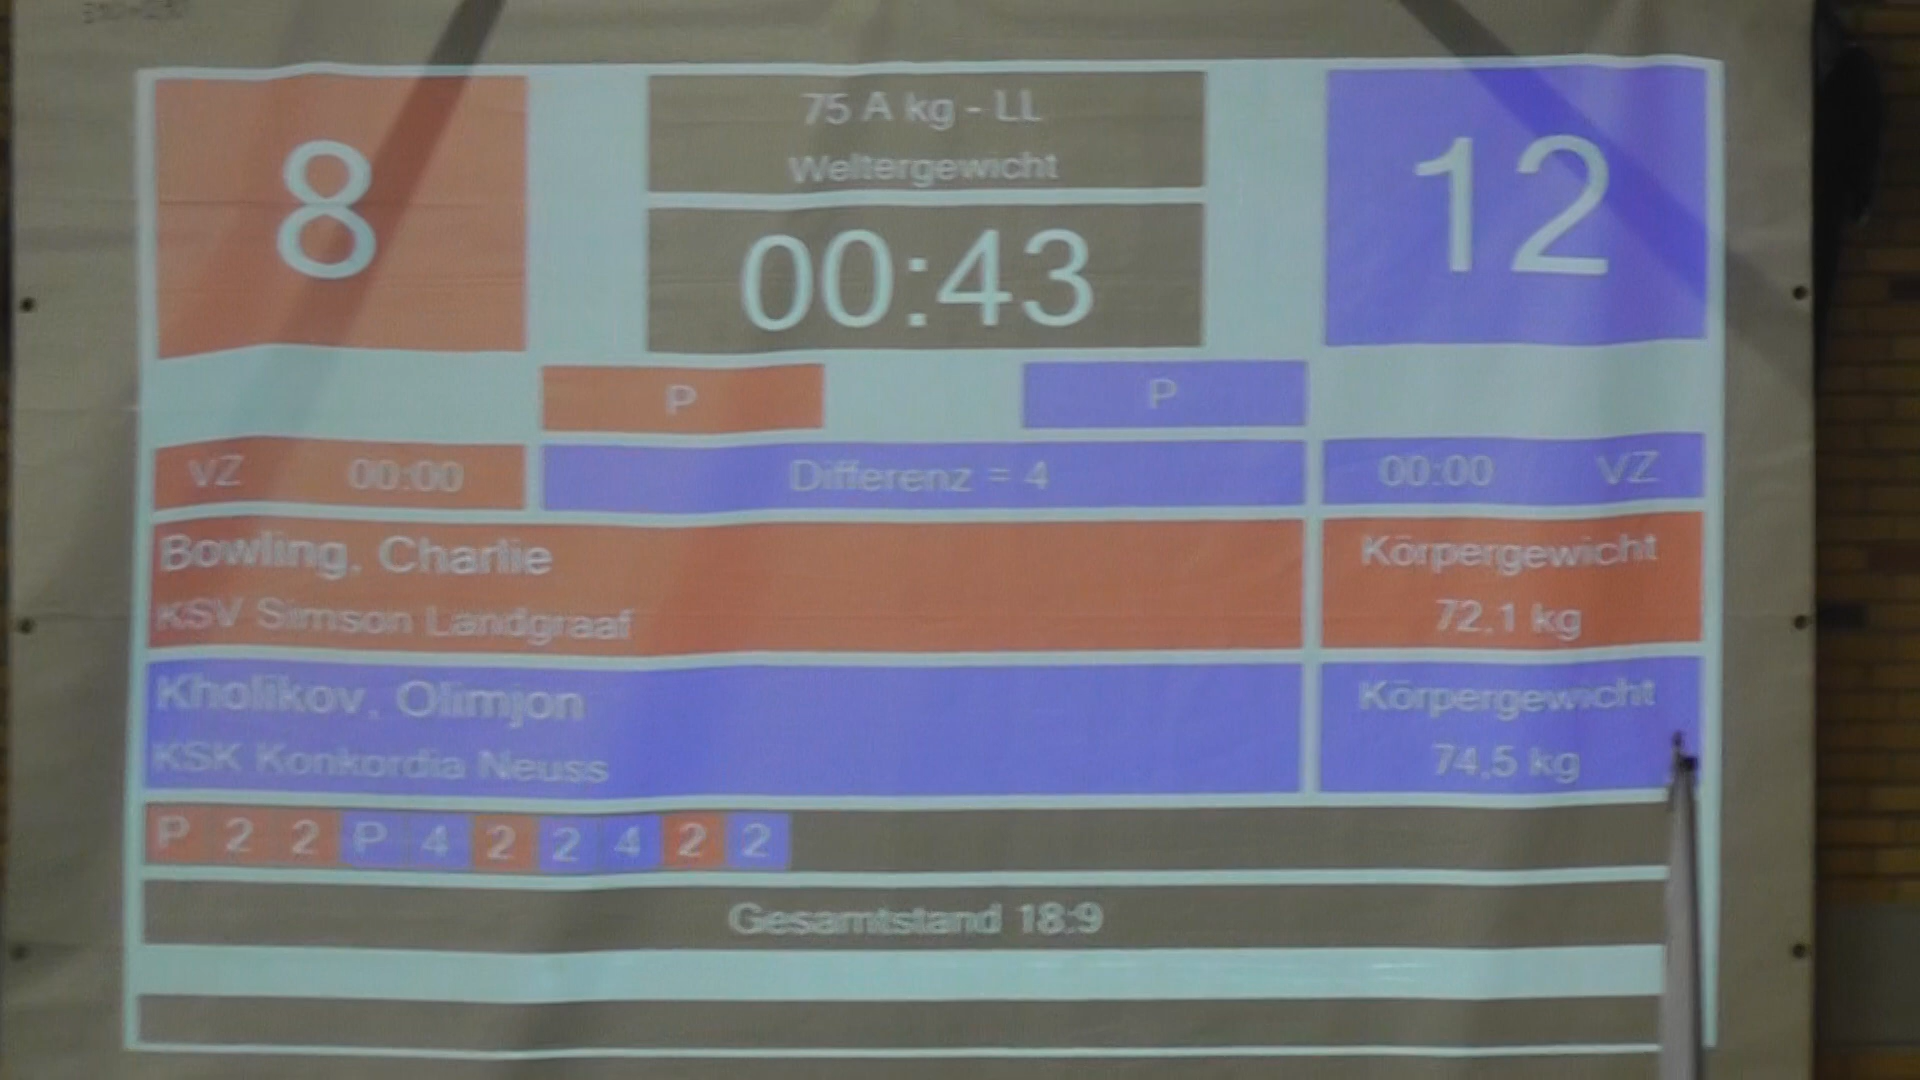 8
75 A kg - LL
Weltergewicht
00:43
12
P
P
VZ 00:00
Differenz = 4
00:00 VZ
Bowling, Charlie
KSV Simson Landgraaf
Körpergewicht
72,1 kg
Kholikov, Olimjon
KSK Konkordia Neuss
Körpergewicht
74,5 kg
P 2 2 P 4 2 2 4 2 2
Gesamtstand 18:9